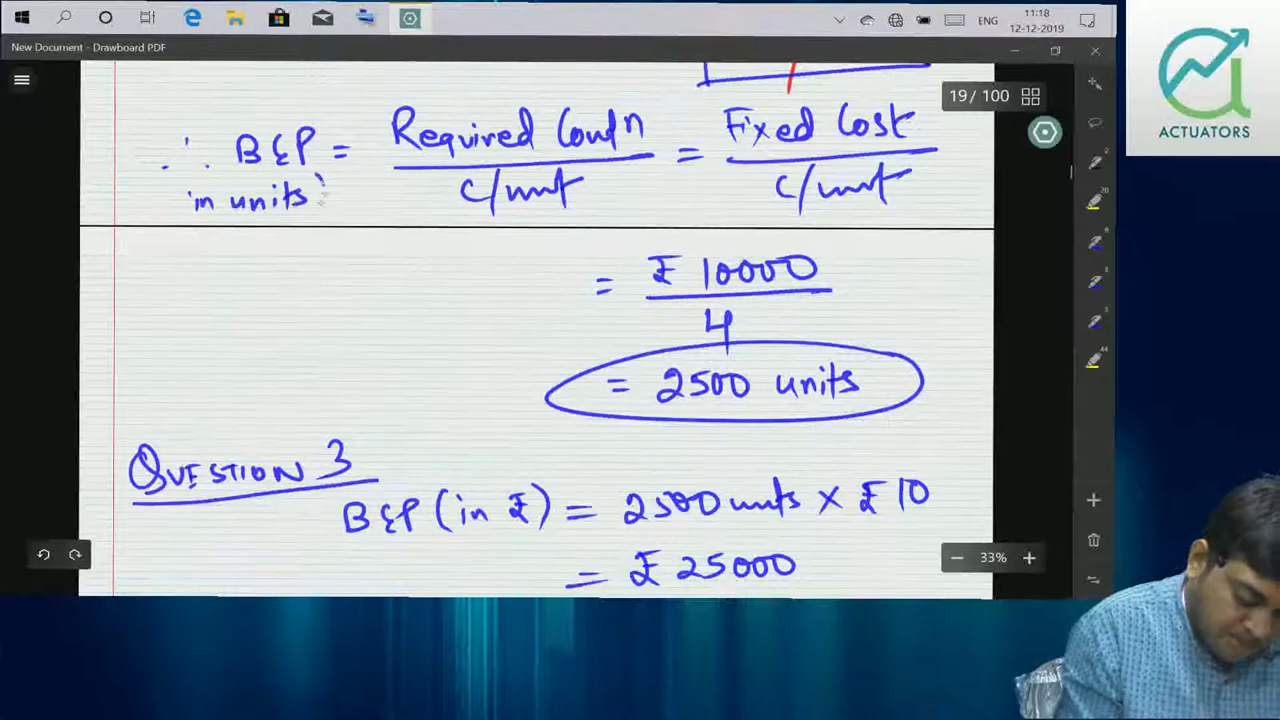 11:18
ENG
12-12-2019
New Document - Drawboard PDF
19 / 100
ACTUATORS
∴ BEP = Required Contn / C/unit = Fixed Cost / C/unit
in units
= ₹ 10000 / 4
= 2500 units
QUESTION 3
BEP (in ₹) = 2500 units × ₹ 10
= ₹ 25000
33%